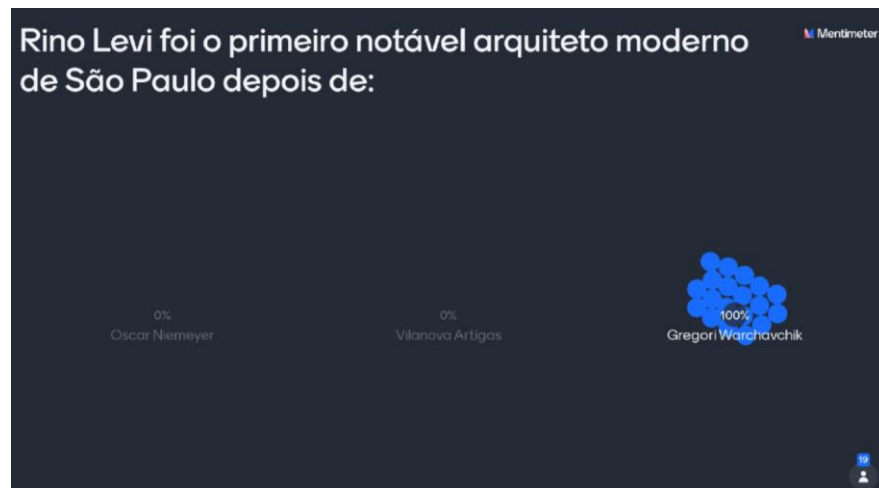 Rino Levi foi o primeiro notável arquiteto moderno
de São Paulo depois de:
Mentimeter
0%
Oscar Niemeyer
0%
Vilanova Artigas
100%
Gregori Warchavchik
19